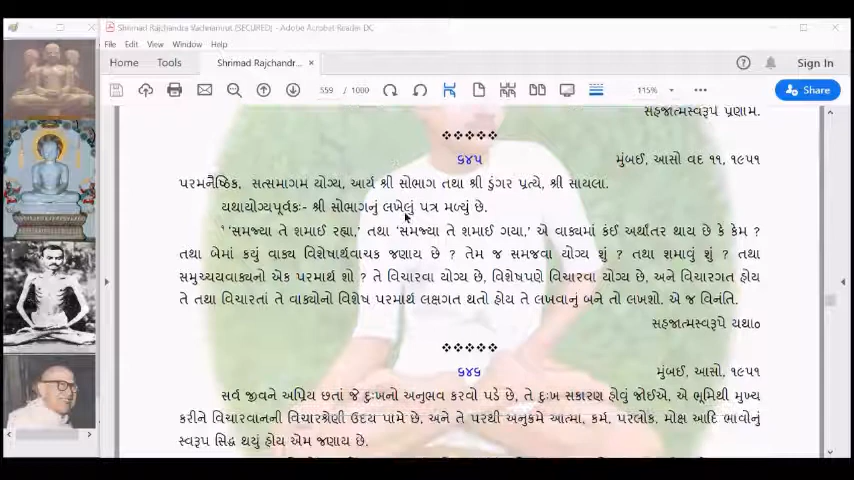 Shrimad Rajchandra Vachnamrut (SECURED) - Adobe Acrobat Reader DC
File Edit View Window Help
Home Tools Shrimad Rajchandr... × Sign In
559 / 1000 115% Share
સહજાત્મસ્વરૂપે પ્રણામ.
૬૪૫ મુંબઈ, આસો વદ ૧૧, ૧૯૫૧
પરમનૈષ્ઠિક, સત્સમાગમ યોગ્ય, આર્ય શ્રી સોભાગ તથા શ્રી ડુંગર પ્રત્યે, શ્રી સાયલા.
યથાયોગ્યપૂર્વકઃ- શ્રી સોભાગનું લખેલું પત્ર મળ્યું છે.
'સમજ્યા તે શમાઈ રહ્યા,' તથા 'સમજ્યા તે શમાઈ ગયા,' એ વાક્યમાં કંઈ અર્થાંતર થાય છે કે કેમ ?
તથા બેમાં કયું વાક્ય વિશેષાર્થવાચક જણાય છે ? તેમ જ સમજવા યોગ્ય શું ? તથા શમાવું શું ? તથા
સમુચ્ચયવાક્યનો એક પરમાર્થ શો ? તે વિચારવા યોગ્ય છે, વિશેષપણે વિચારવા યોગ્ય છે, અને વિચારગત હોય
તે તથા વિચારતાં તે વાક્યોનો વિશેષ પરમાર્થ લક્ષગત થતો હોય તે લખવાનું બને તો લખશો. એ જ વિનંતિ.
સહજાત્મસ્વરૂપે યથા૦
૬૪૬ મુંબઈ, આસો, ૧૯૫૧
સર્વ જીવને અપ્રિય છતાં જે દુઃખનો અનુભવ કરવો પડે છે, તે દુઃખ સકારણ હોવું જોઈએ, એ ભૂમિથી મુખ્ય
કરીને વિચારવાનની વિચારશ્રેણી ઉદય પામે છે, અને તે પરથી અનુક્રમે આત્મા, કર્મ, પરલોક, મોક્ષ આદિ ભાવોનું
સ્વરૂપ સિદ્ધ થયું હોય એમ જણાય છે.